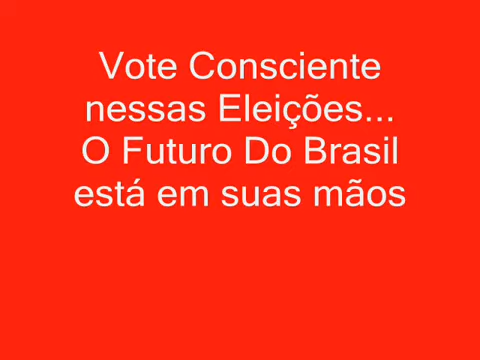 Vote Consciente
nessas Eleições...
O Futuro Do Brasil
está em suas mãos